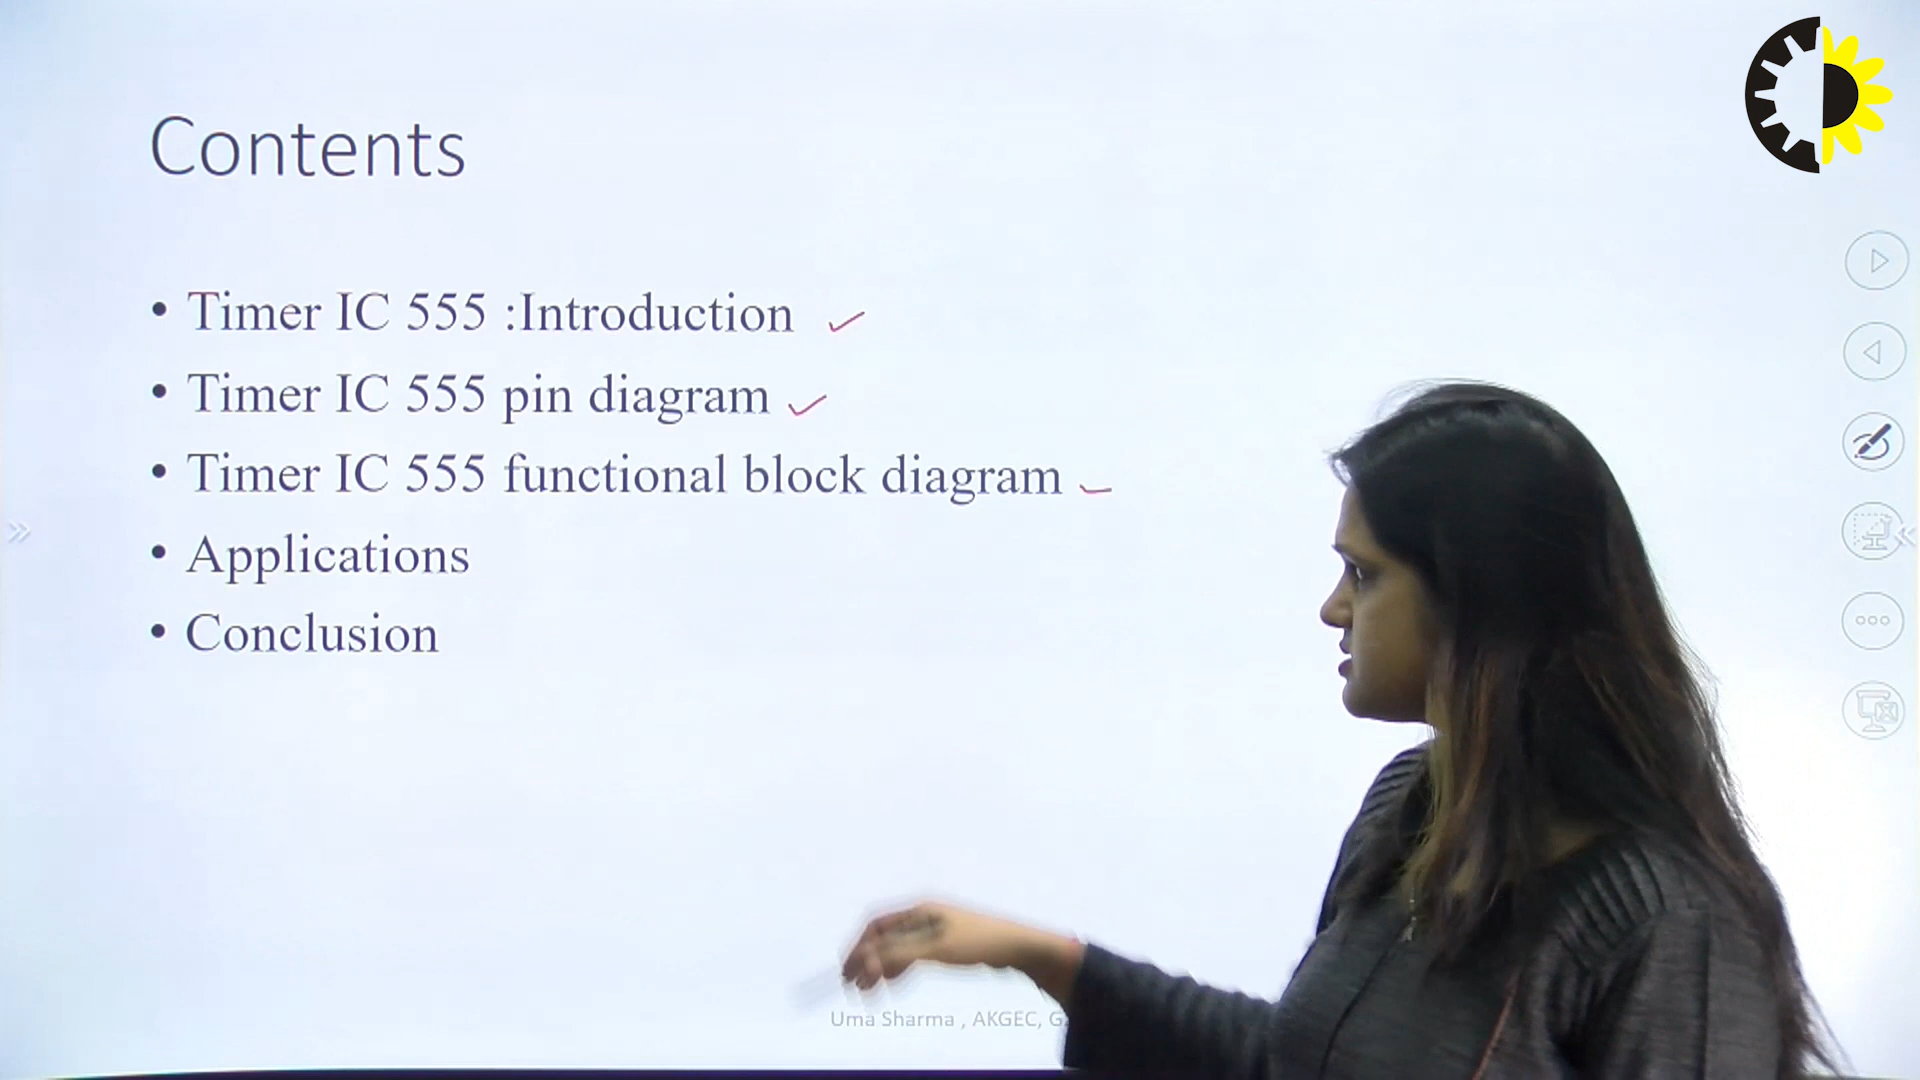 Contents
• Timer IC 555 :Introduction
• Timer IC 555 pin diagram
• Timer IC 555 functional block diagram
• Applications
• Conclusion
Uma Sharma , AKGEC,